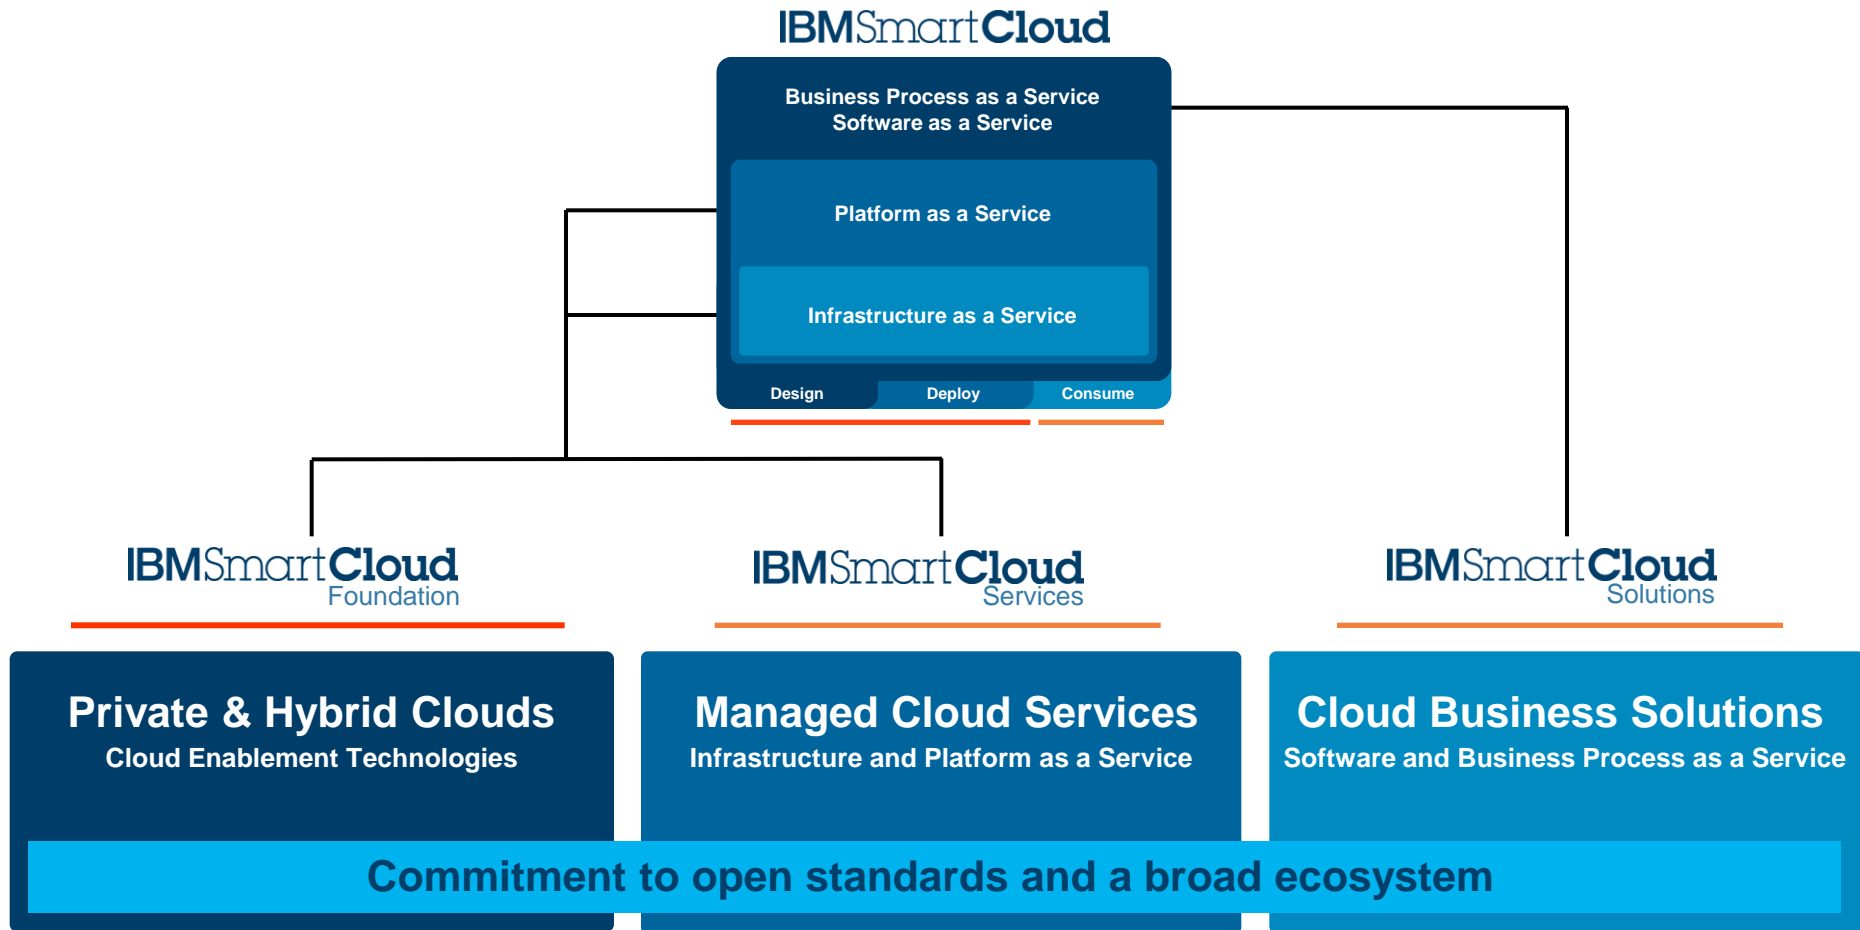 IBMSmartCloud
Business Process as a Service
Software as a Service
Platform as a Service
Infrastructure as a Service
Design Deploy Consume
IBMSmartCloud
Foundation
IBMSmartCloud
Services
IBMSmartCloud
Solutions
Private & Hybrid Clouds
Cloud Enablement Technologies
Managed Cloud Services
Infrastructure and Platform as a Service
Cloud Business Solutions
Software and Business Process as a Service
Commitment to open standards and a broad ecosystem